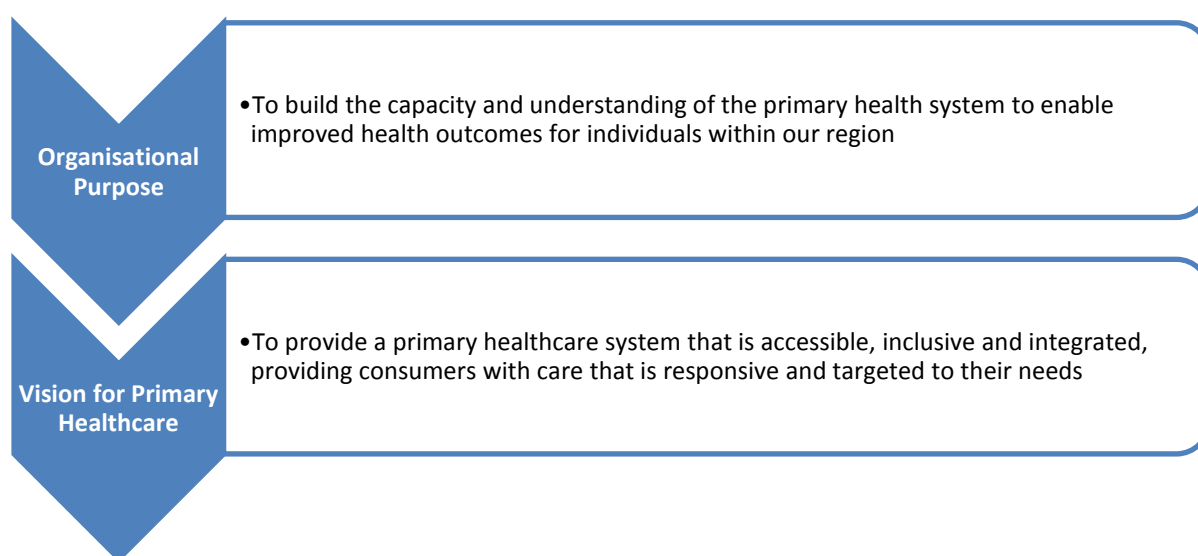 Organisational
Purpose
•To build the capacity and understanding of the primary health system to enable
improved health outcomes for individuals within our region
Vision for Primary
Healthcare
•To provide a primary healthcare system that is accessible, inclusive and integrated,
providing consumers with care that is responsive and targeted to their needs